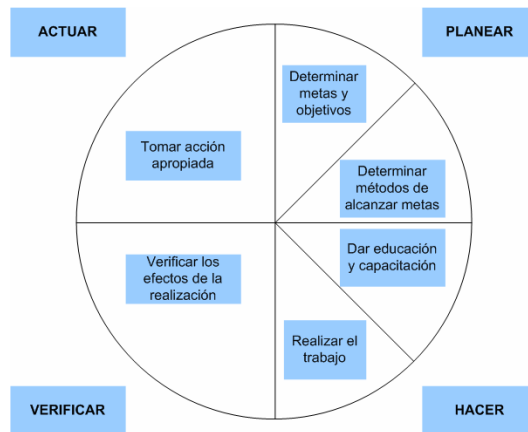 ACTUAR
PLANEAR
Determinar
metas y
objetivos
Tomar acción
apropiada
Determinar
métodos de
alcanzar metas
Dar educación
y capacitación
Verificar los
efectos de la
realización
Realizar el
trabajo
VERIFICAR
HACER